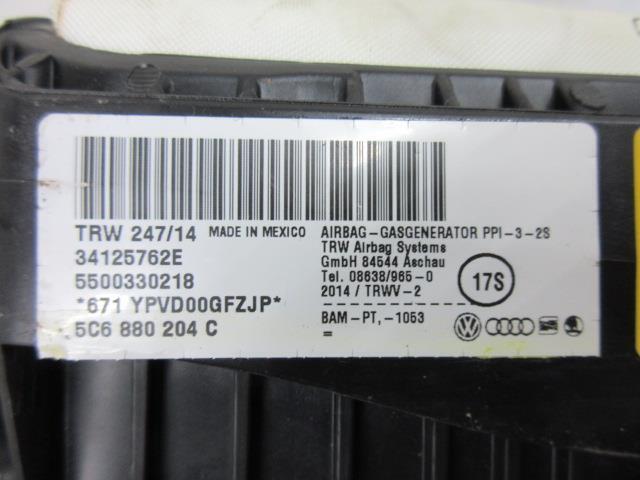 TRW 247/14 MADE IN MEXICO
34125762E
5500330218
*671 YPVD00GFZJP*
5C6 880 204 C
AIRBAG-GASGENERATOR PPI-3-2S
TRW Airbag Systems
GmbH 84544 Aschau
Tel. 08638/965-0
2014 / TRWV-2
17S
BAM-PT,-1053
=